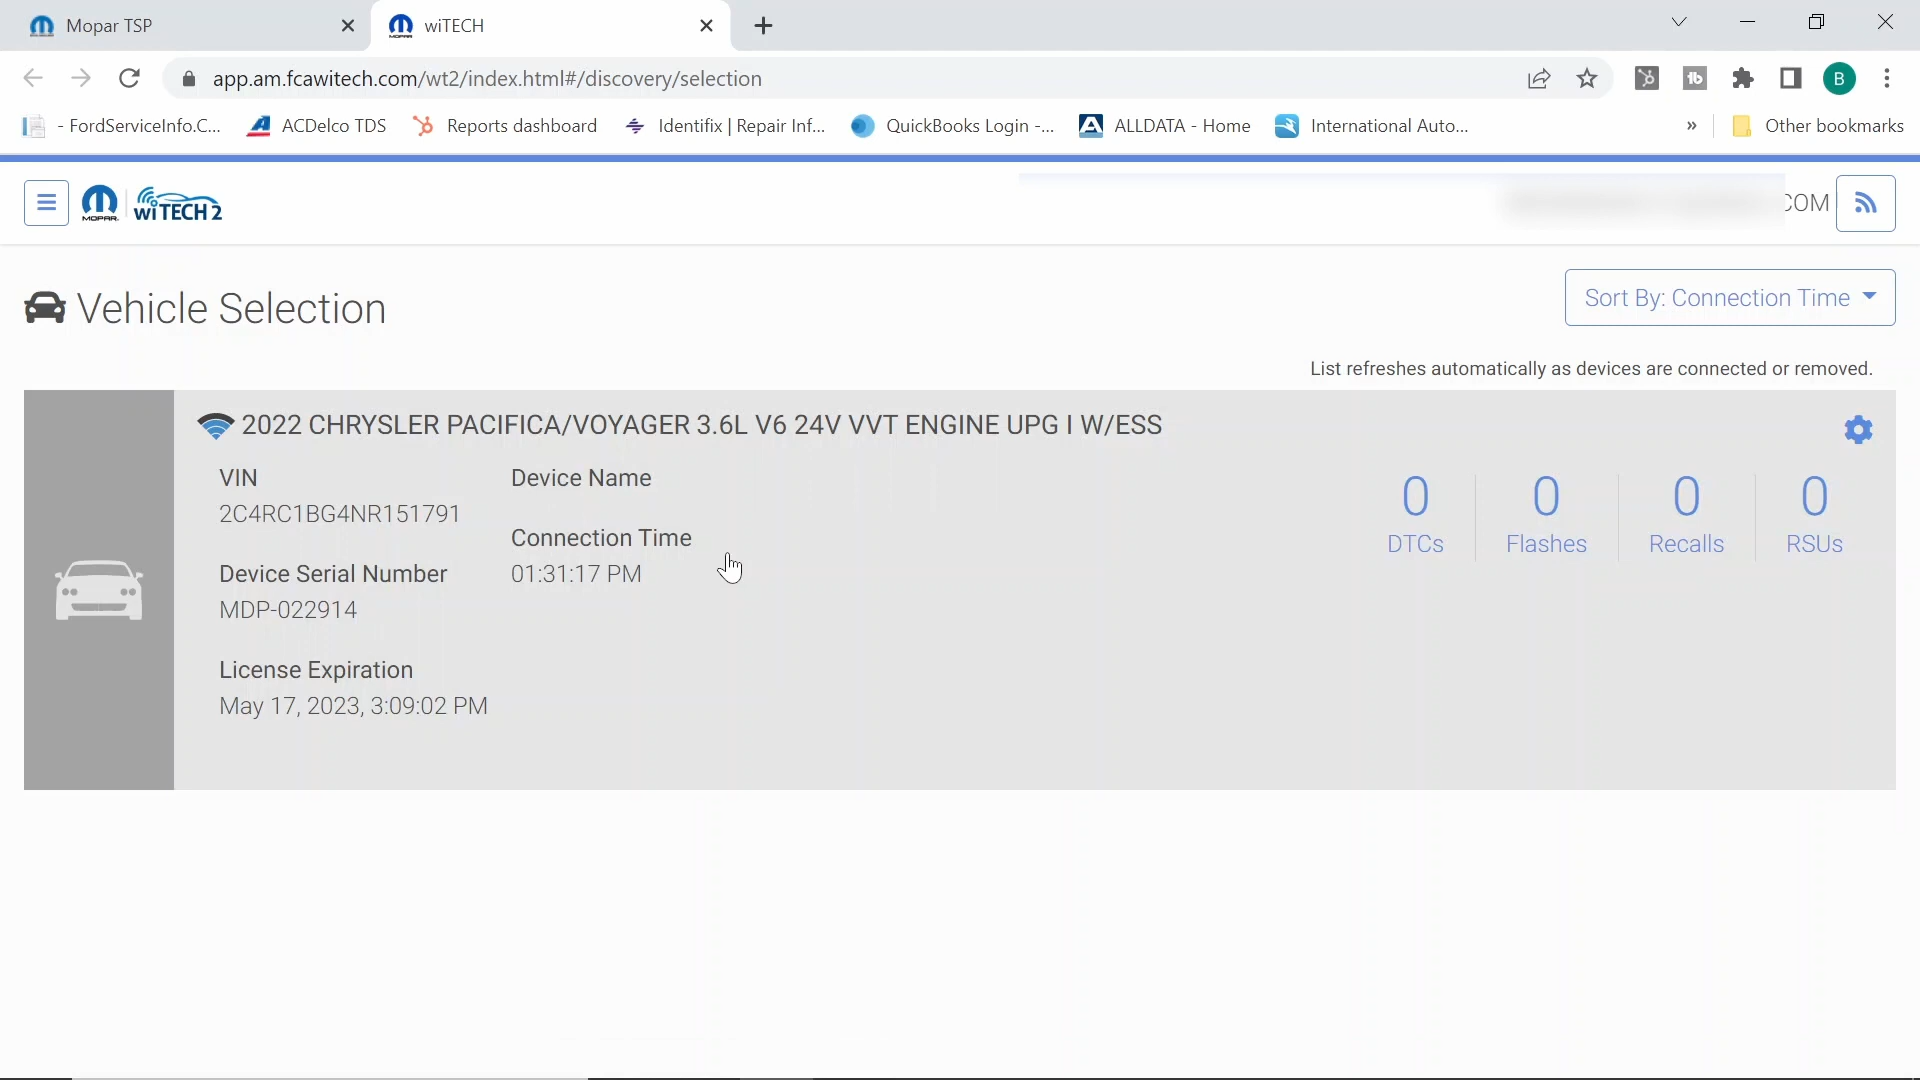 Mopar TSP
wiTECH
app.am.fcawitech.com/wt2/index.html#/discovery/selection
tb
B
- FordServiceInfo.C...
ACDelco TDS
Reports dashboard
Identifix | Repair Inf...
QuickBooks Login -...
ALLDATA - Home
International Auto...
»
Other bookmarks
MOPAR
wiTECH 2
COM
Vehicle Selection
Sort By: Connection Time
List refreshes automatically as devices are connected or removed.
2022 CHRYSLER PACIFICA/VOYAGER 3.6L V6 24V VVT ENGINE UPG I W/ESS
VIN
2C4RC1BG4NR151791
Device Serial Number
MDP-022914
License Expiration
May 17, 2023, 3:09:02 PM
Device Name
Connection Time
01:31:17 PM
0
DTCs
0
Flashes
0
Recalls
0
RSUs